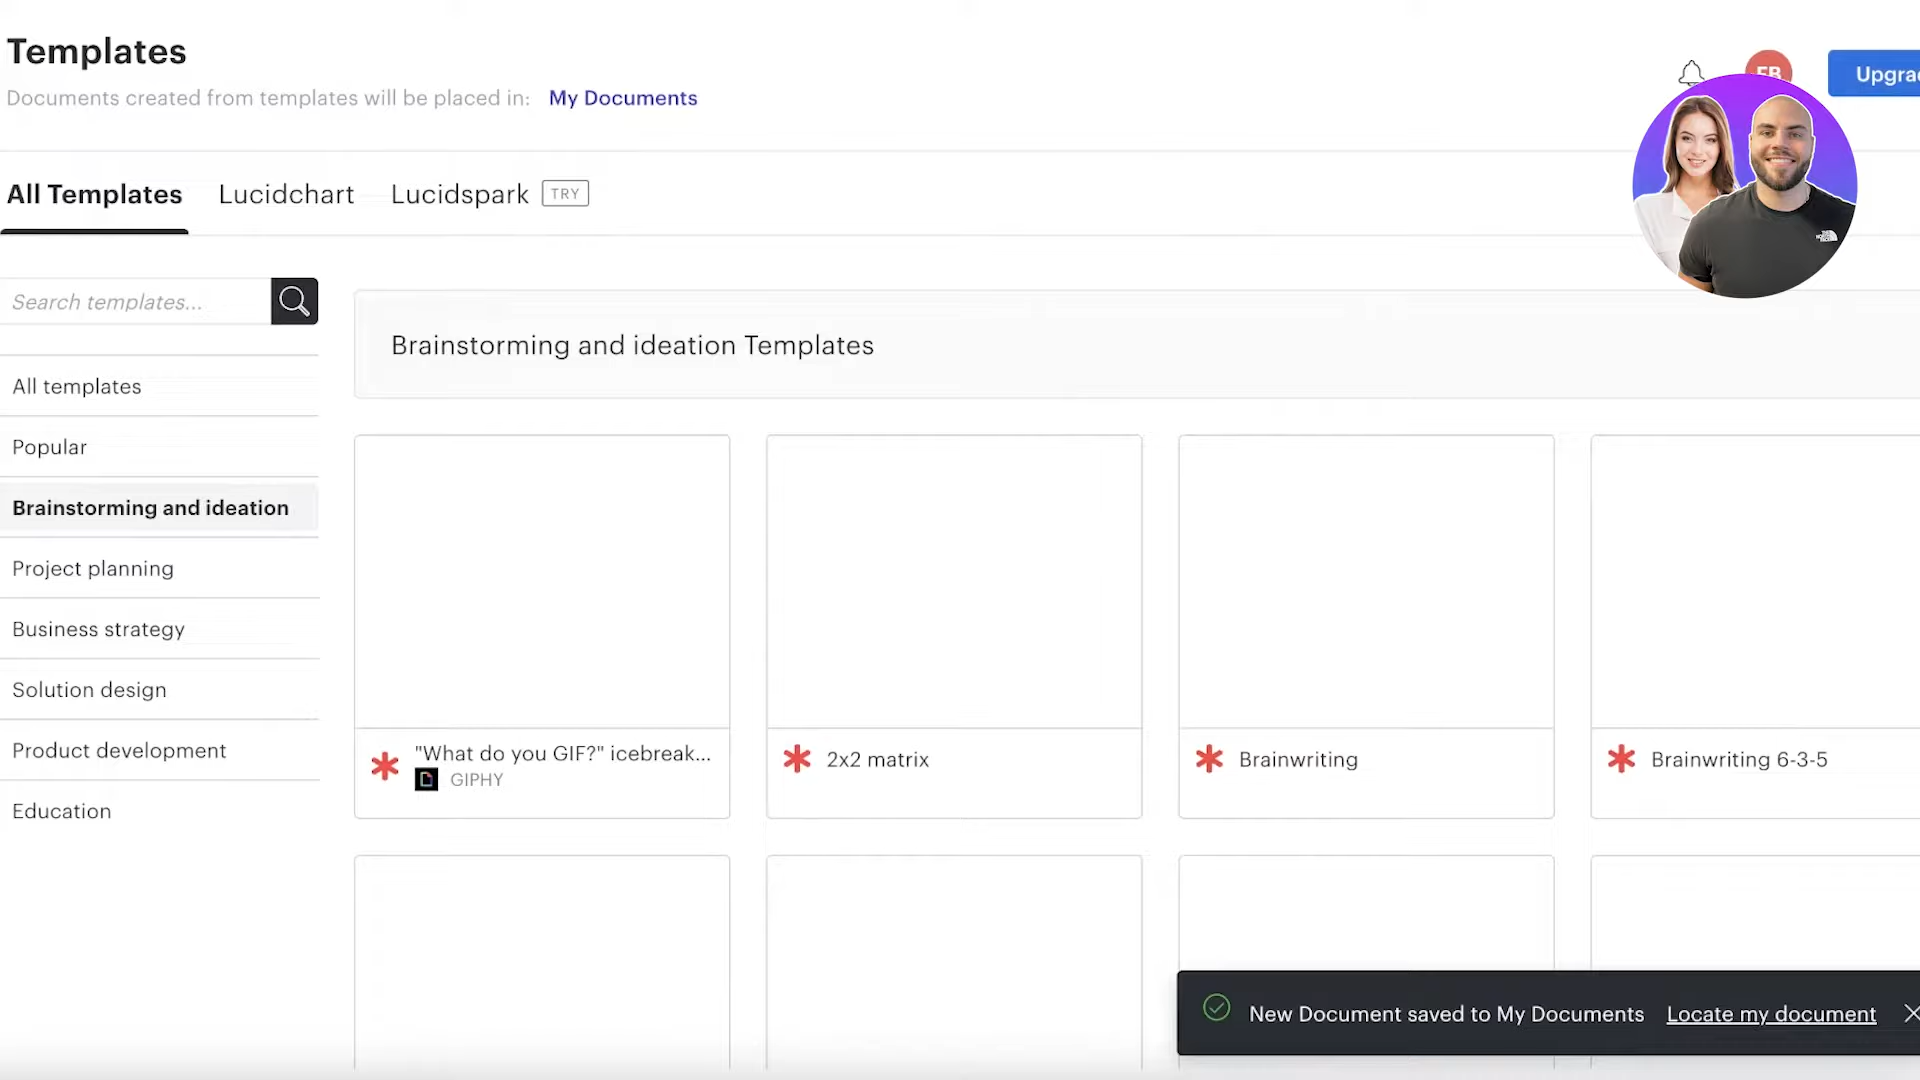 Templates
Documents created from templates will be placed in: My Documents
Upgra
All Templates
Lucidchart
Lucidspark
TRY
Search templates...
Brainstorming and ideation Templates
All templates
Popular
Brainstorming and ideation
Project planning
Business strategy
Solution design
Product development
Education
"What do you GIF?" icebreak...
GIPHY
2x2 matrix
Brainwriting
Brainwriting 6-3-5
New Document saved to My Documents Locate my document